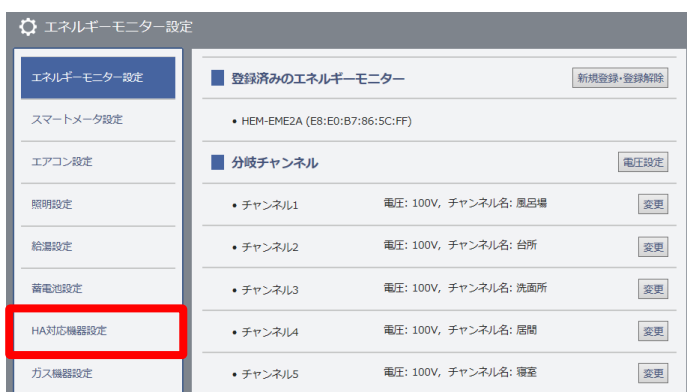 エネルギーモニター設定
エネルギーモニター設定
スマートメータ設定
エアコン設定
照明設定
給湯設定
蓄電池設定
HA対応機器設定
ガス機器設定
登録済みのエネルギーモニター 新規登録・登録解除
• HEM-EME2A (E8:E0:B7:86:5C:FF)
分岐チャンネル 電圧設定
• チャンネル1 電圧: 100V, チャンネル名: 風呂場 変更
• チャンネル2 電圧: 100V, チャンネル名: 台所 変更
• チャンネル3 電圧: 100V, チャンネル名: 洗面所 変更
• チャンネル4 電圧: 100V, チャンネル名: 居間 変更
• チャンネル5 電圧: 100V, チャンネル名: 寝室 変更